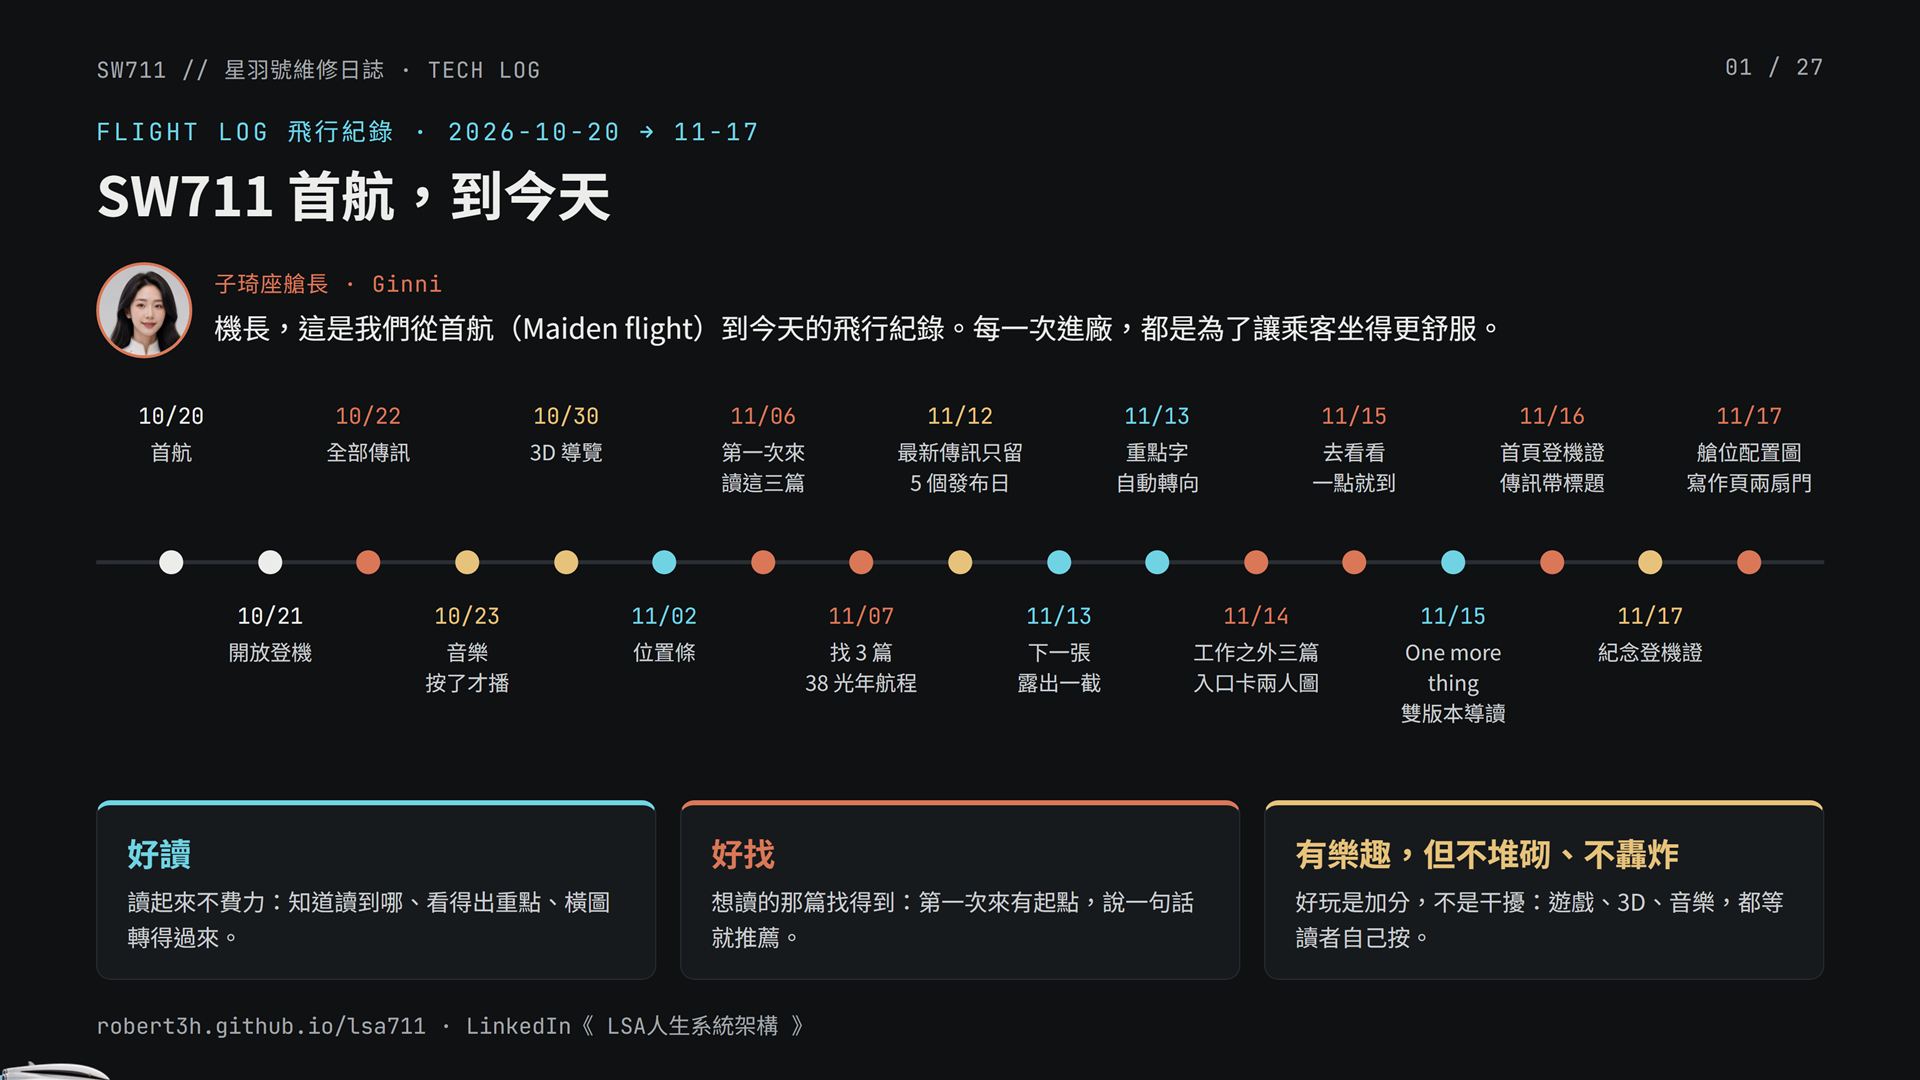 SW711 // 星羽號維修日誌 · TECH LOG
01 / 27
FLIGHT LOG 飛行紀錄 · 2026-10-20 → 11-17
SW711 首航，到今天
子琦座艙長 · Ginni
機長，這是我們從首航（Maiden flight）到今天的飛行紀錄。每一次進廠，都是為了讓乘客坐得更舒服。
10/20
首航
10/22
全部傳訊
10/30
3D 導覽
11/06
第一次來
讀這三篇
11/12
最新傳訊只留
5 個發布日
11/13
重點字
自動轉向
11/15
去看看
一點就到
11/16
首頁登機證
傳訊帶標題
11/17
艙位配置圖
寫作頁兩扇門
10/21
開放登機
10/23
音樂
按了才播
11/02
位置條
11/07
找 3 篇
38 光年航程
11/13
下一張
露出一截
11/14
工作之外三篇
入口卡兩人圖
11/15
One more
thing
雙版本導讀
11/17
紀念登機證
好讀
讀起來不費力：知道讀到哪、看得出重點、橫圖
轉得過來。
好找
想讀的那篇找得到：第一次來有起點，說一句話
就推薦。
有樂趣，但不堆砌、不轟炸
好玩是加分，不是干擾：遊戲、3D、音樂，都等
讀者自己按。
robert3h.github.io/lsa711 · LinkedIn《 LSA人生系統架構 》